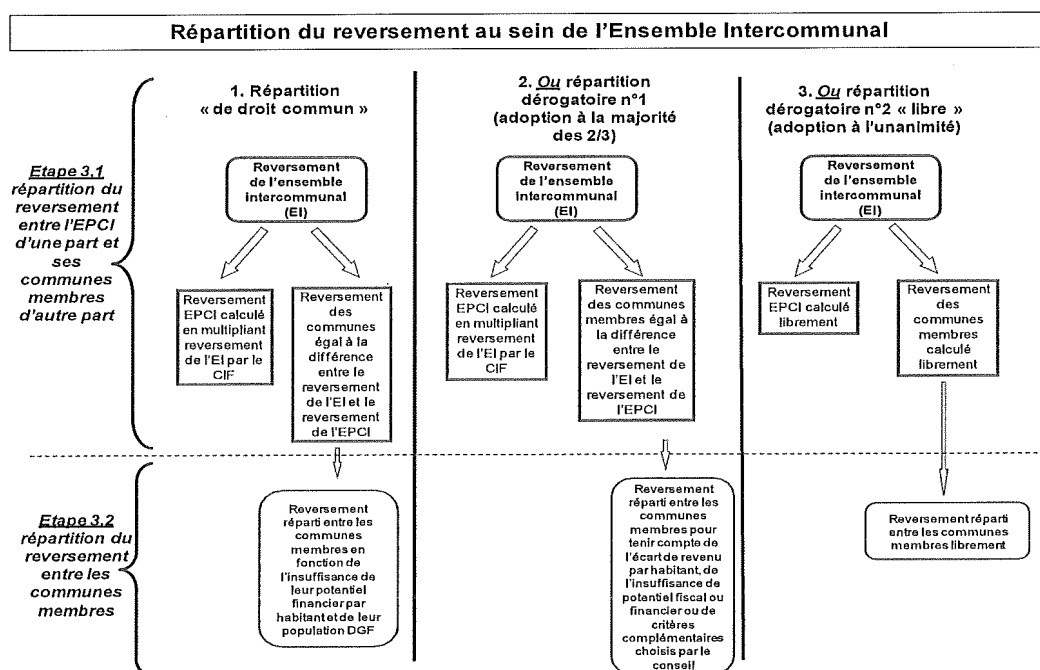 Répartition du reversement au sein de l'Ensemble Intercommunal
1. Répartition
« de droit commun »
2. Ou répartition
dérogatoire n°1
(adoption à la majorité
des 2/3)
3. Ou répartition
dérogatoire n°2 « libre »
(adoption à l'unanimité)
Etape 3.1
répartition du
reversement
entre l'EPCI
d'une part et
ses
communes
membres
d'autre part
Reversement
de l'ensemble
intercommunal
(EI)
Reversement
EPCI calculé
en multipliant
reversement
de l'EI par le
CIF
Reversement
des
communes
égal à la
différence
entre le
reversement
de l'EI et le
reversement
de l'EPCI
Reversement
de l'ensemble
intercommunal
(EI)
Reversement
EPCI calculé
en multipliant
reversement
de l'EI par le
CIF
Reversement
des communes
membres égal à
la différence
entre le
reversement de
l'EI et le
reversement de
l'EPCI
Reversement
de l'ensemble
intercommunal
(EI)
Reversement
EPCI calculé
librement
Reversement
des
communes
membres
calculé
librement
Etape 3.2
répartition du
reversement
entre les
communes
membres
Reversement
réparti entre les
communes
membres en
fonction de
l'insuffisance de
leur potentiel
financier par
habitant et de leur
population DGF
Reversement
réparti entre les
communes
membres pour
tenir compte de
l'écart de revenu
par habitant, de
l'insuffisance de
potentiel fiscal ou
financier ou de
critères
complémentaires
choisis par le
conseil
Reversement réparti
entre les communes
membres librement